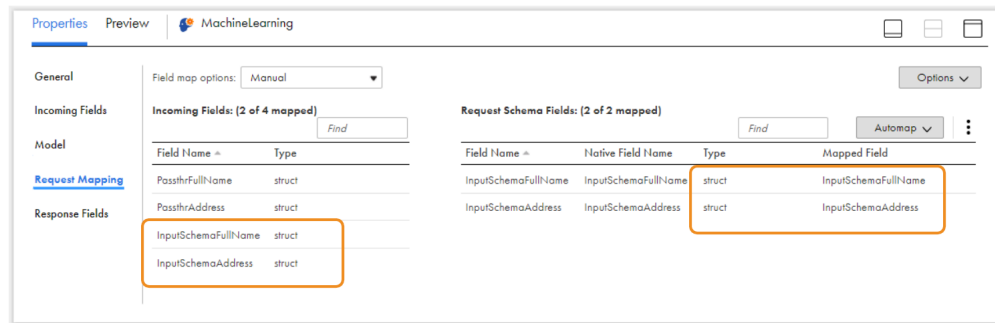 Properties Preview MachineLearning
General
Incoming Fields
Model
Request Mapping
Response Fields
Field map options: Manual Options
Incoming Fields: (2 of 4 mapped)
Find
Field Name Type
PassthrFullName struct
PassthrAddress struct
InputSchemaFullName struct
InputSchemaAddress struct
Request Schema Fields: (2 of 2 mapped)
Find Automap
Field Name Native Field Name Type Mapped Field
InputSchemaFullName InputSchemaFullName struct InputSchemaFullName
InputSchemaAddress InputSchemaAddress struct InputSchemaAddress